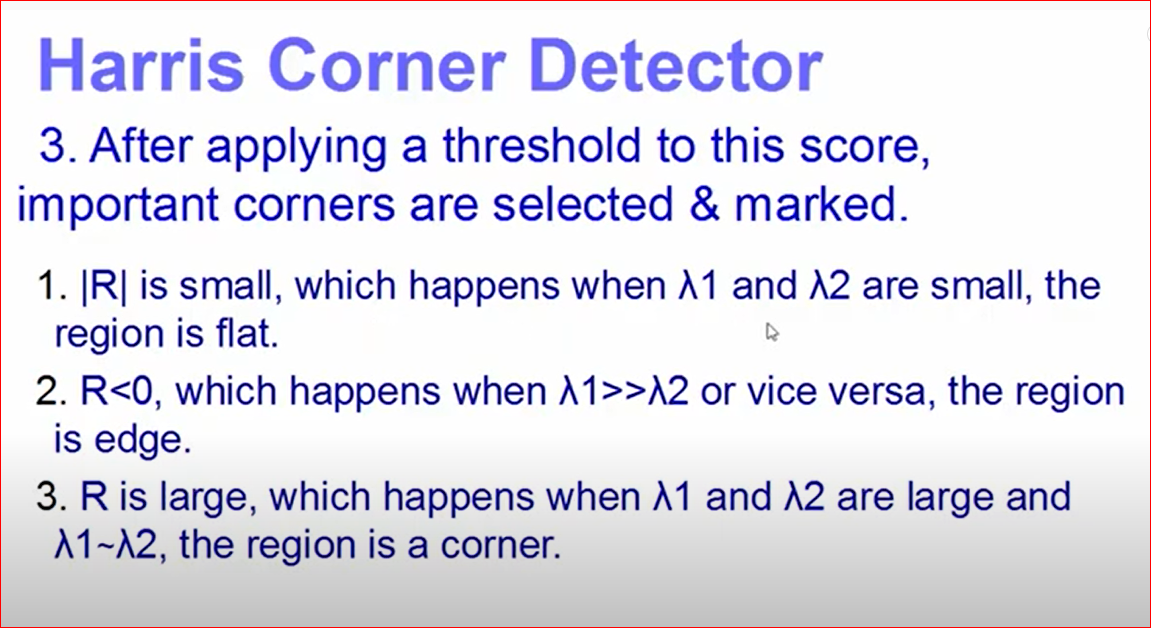 Harris Corner Detector
3. After applying a threshold to this score,
important corners are selected & marked.
1. |R| is small, which happens when λ1 and λ2 are small, the
region is flat.
2. R<0, which happens when λ1>>λ2 or vice versa, the region
is edge.
3. R is large, which happens when λ1 and λ2 are large and
λ1~λ2, the region is a corner.